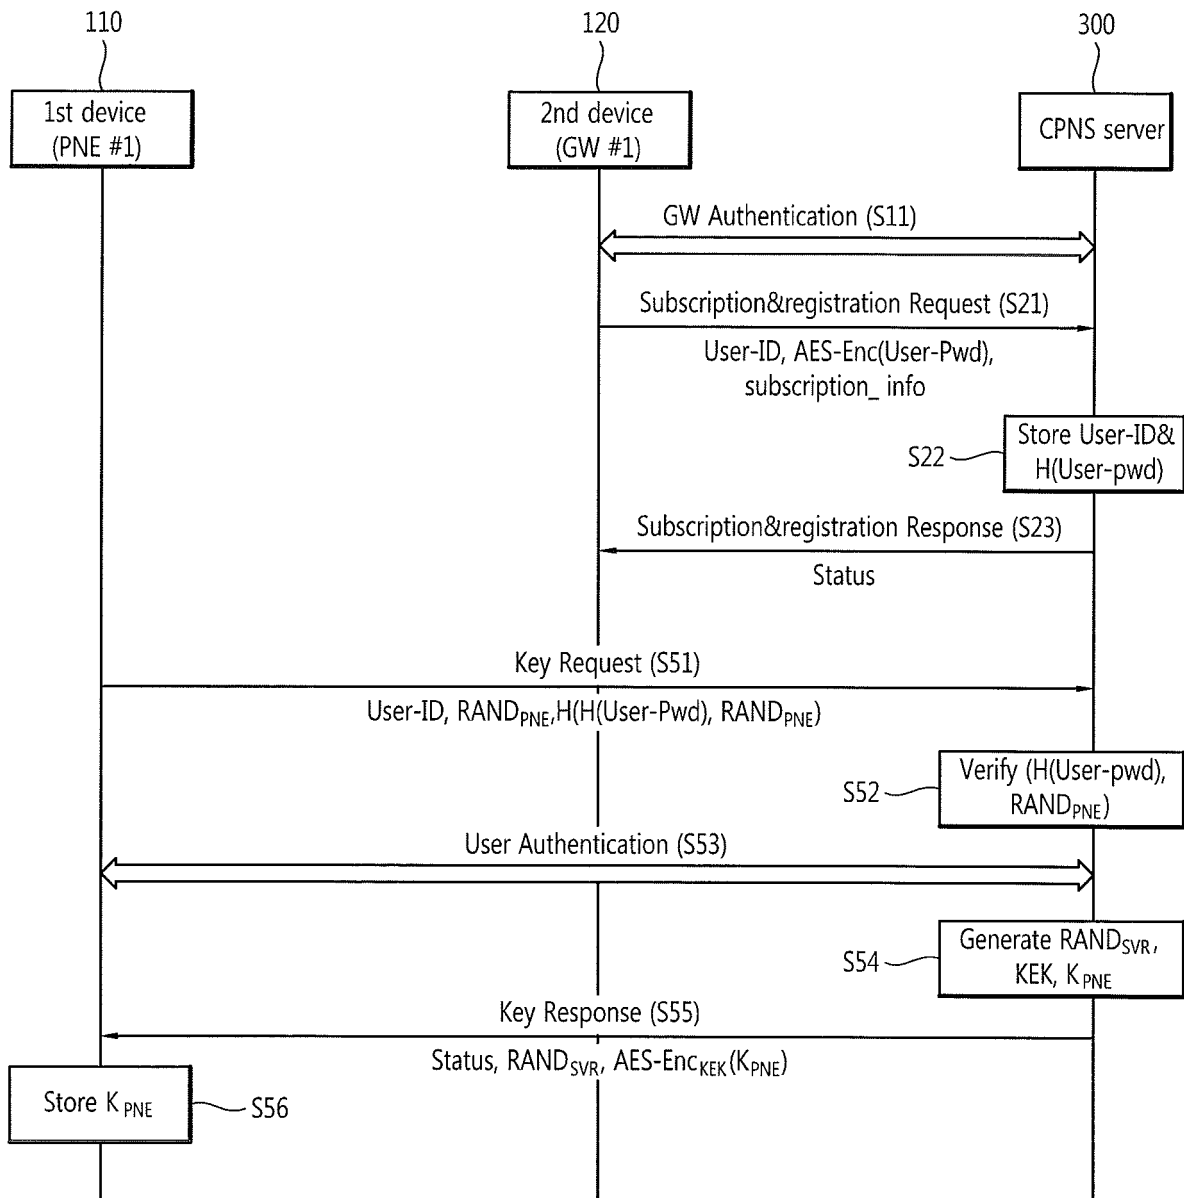 110
120
300
1st device
(PNE #1)
2nd device
(GW #1)
CPNS server
GW Authentication (S11)
Subscription&registration Request (S21)
User-ID, AES-Enc(User-Pwd),
subscription_ info
S22
Store User-ID&
H(User-pwd)
Subscription&registration Response (S23)
Status
Key Request (S51)
User-ID, RANDPNE,H(H(User-Pwd), RANDPNE)
S52
Verify (H(User-pwd),
RANDPNE)
User Authentication (S53)
S54
Generate RANDSVR,
KEK, KPNE
Key Response (S55)
Status, RANDSVR, AES-EncKEK(KPNE)
Store KPNE
S56